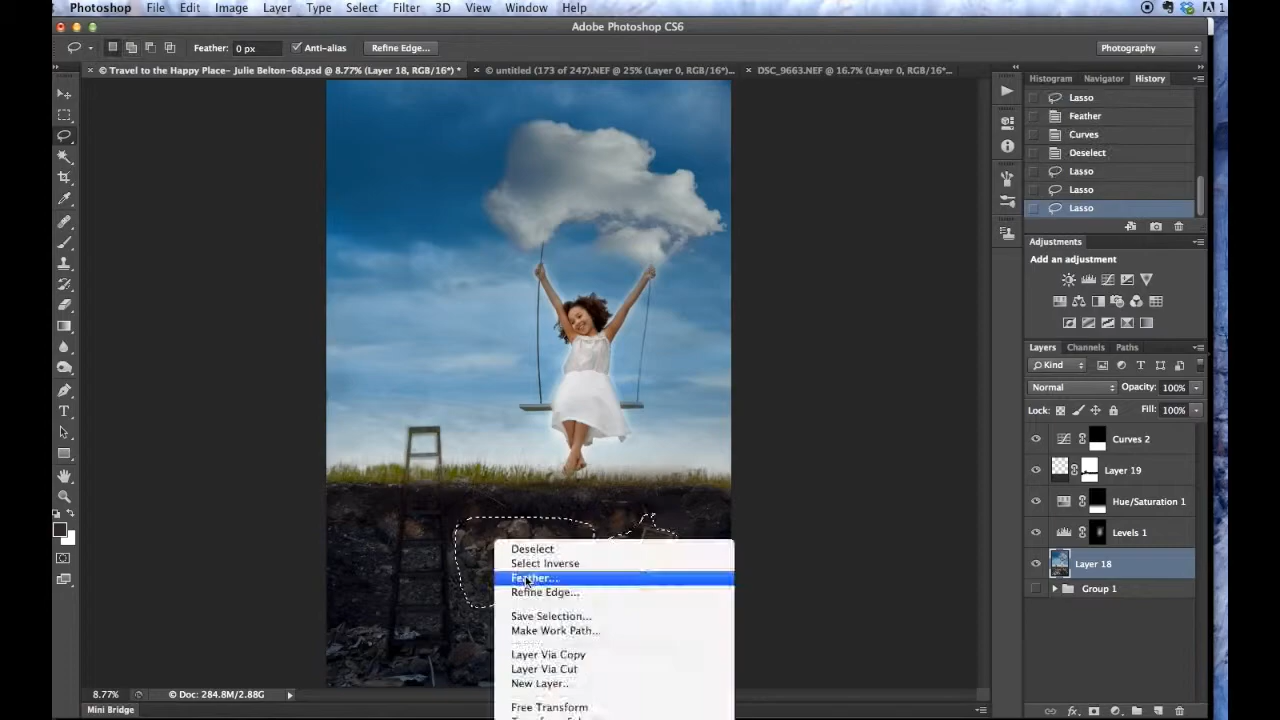 Photoshop File Edit Image Layer Type Select Filter 3D View Window Help
1
Adobe Photoshop CS6
Feather: 0 px Anti-alias Refine Edge... Photography
© Travel to the Happy Place- Julie Belton-68.psd @ 8.77% (Layer 18, RGB/16*) * © untitled (173 of 247).NEF @ 25% (Layer 0, RGB/16*)... DSC_9663.NEF @ 16.7% (Layer 0, RGB/16*...
Histogram Navigator History
Lasso
Feather
Curves
Deselect
Lasso
Lasso
Lasso
Adjustments
Add an adjustment
Layers Channels Paths
Kind
Normal Opacity: 100%
Lock: Fill: 100%
Curves 2
Layer 19
Hue/Saturation 1
Levels 1
Layer 18
Group 1
Deselect
Select Inverse
Feather...
Refine Edge...
Save Selection...
Make Work Path...
Layer Via Copy
Layer Via Cut
New Layer...
Free Transform
8.77% © Doc: 284.8M/2.88G
Mini Bridge